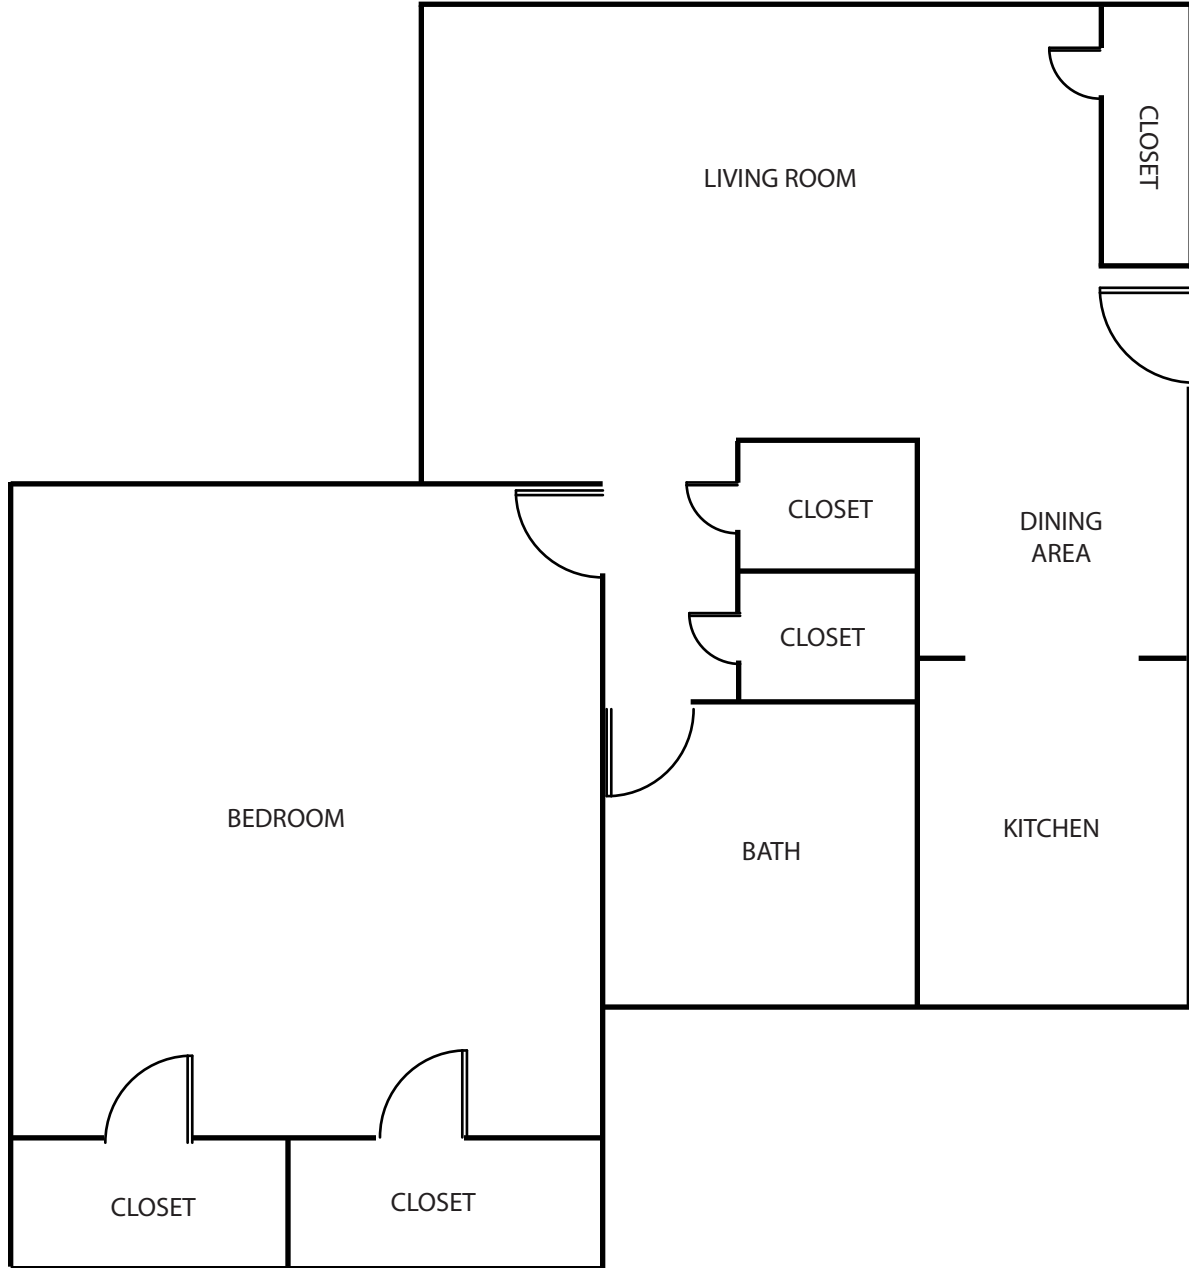 CLOSET
LIVING ROOM
CLOSET
DINING
AREA
CLOSET
BEDROOM
KITCHEN
BATH
CLOSET
CLOSET